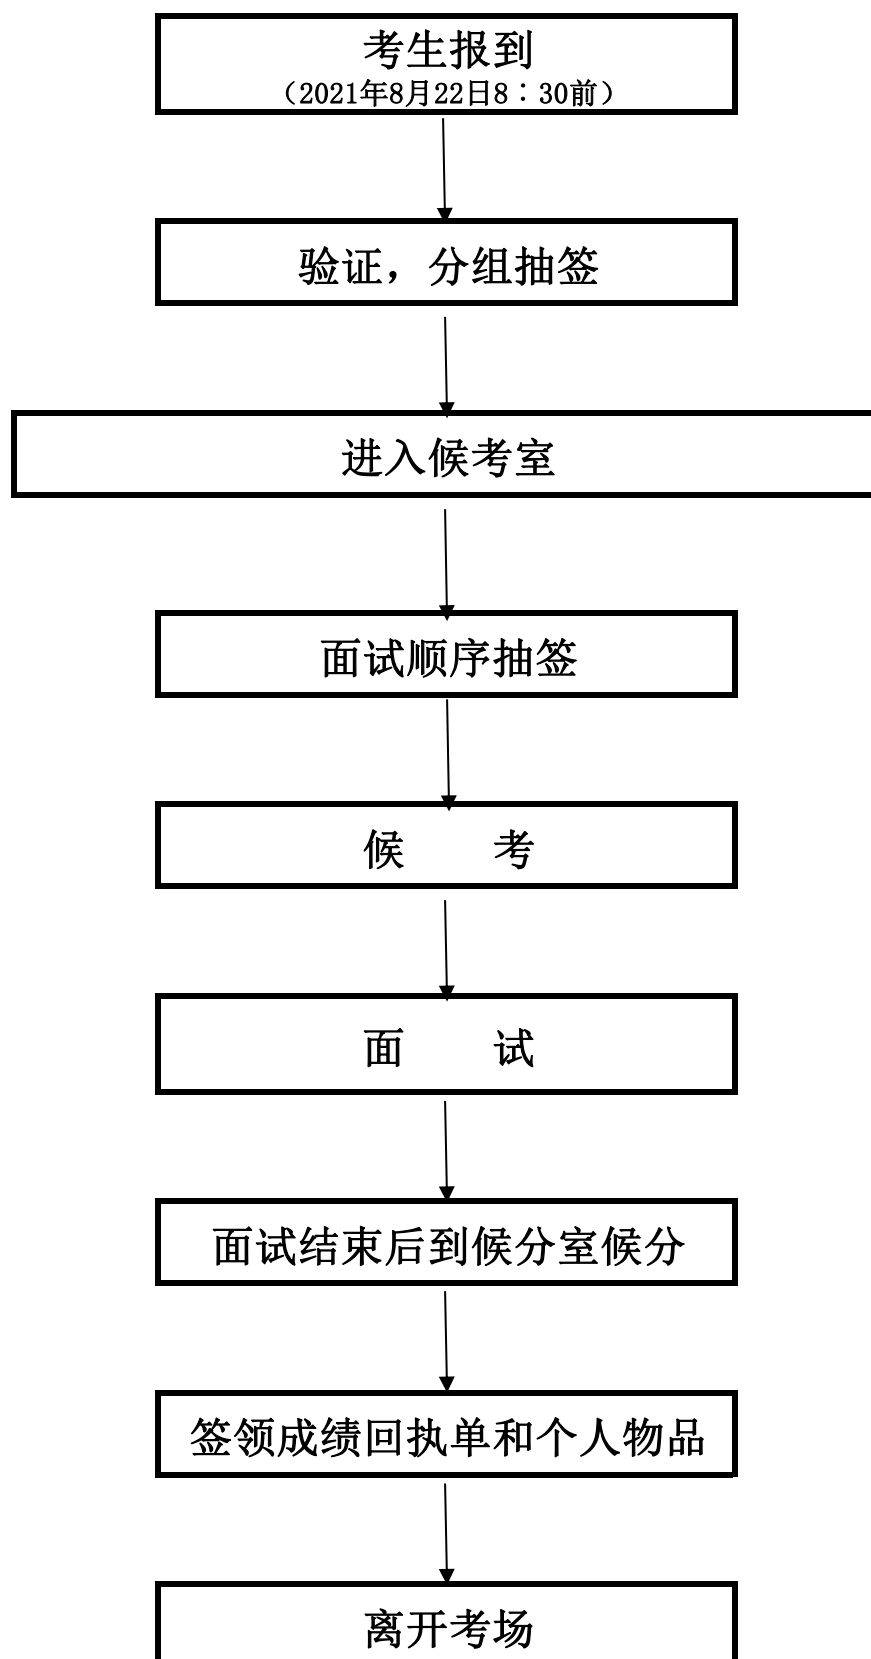 考生报到
（2021年8月22日8：30前）
验证，分组抽签
进入候考室
面试顺序抽签
候　　考
面　　试
面试结束后到候分室候分
签领成绩回执单和个人物品
离开考场